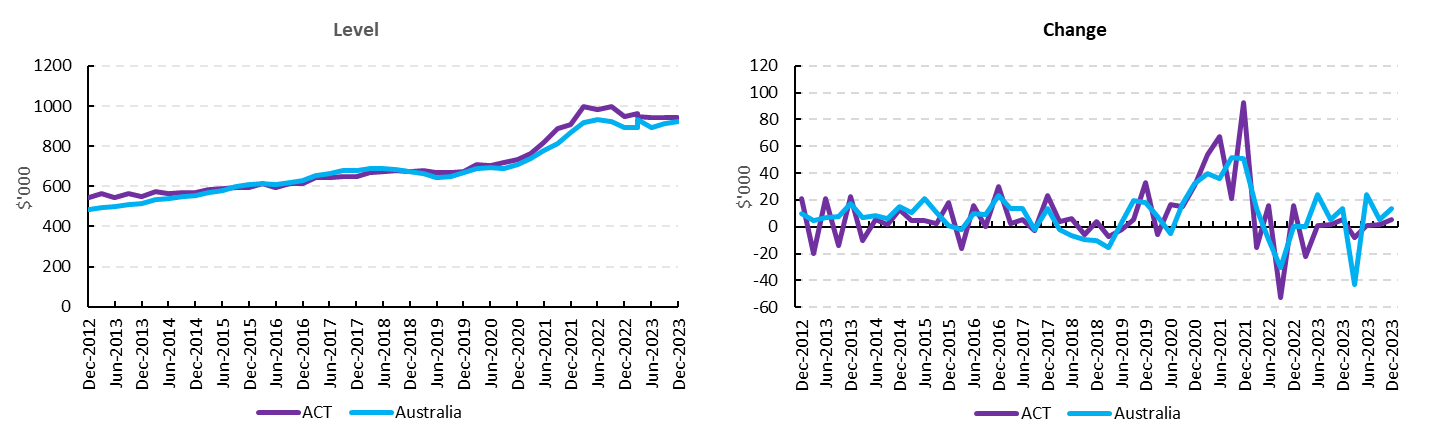 Level
1200
1000
800
600
400
200
0
$'000
Dec-2012
Jun-2013
Dec-2013
Jun-2014
Dec-2014
Jun-2015
Dec-2015
Jun-2016
Dec-2016
Jun-2017
Dec-2017
Jun-2018
Dec-2018
Jun-2019
Dec-2019
Jun-2020
Dec-2020
Jun-2021
Dec-2021
Jun-2022
Dec-2022
Jun-2023
Dec-2023
ACT Australia
Change
120
100
80
60
40
20
0
-20
-40
-60
$'000
Dec-2012
Jun-2013
Dec-2013
Jun-2014
Dec-2014
Jun-2015
Dec-2015
Jun-2016
Dec-2016
Jun-2017
Dec-2017
Jun-2018
Dec-2018
Jun-2019
Dec-2019
Jun-2020
Dec-2020
Jun-2021
Dec-2021
Jun-2022
Dec-2022
Jun-2023
Dec-2023
Jun-2023
Dec-2023
ACT Australia